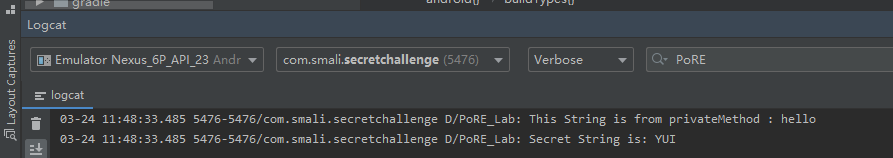 gradle
android{} › buildTypes{}
Logcat
Emulator Nexus_6P_API_23 Andr
com.smali.secretchallenge (5476)
Verbose
PoRE
Layout Captures
logcat
03-24 11:48:33.485 5476-5476/com.smali.secretchallenge D/PoRE_Lab: This String is from privateMethod : hello
03-24 11:48:33.485 5476-5476/com.smali.secretchallenge D/PoRE_Lab: Secret String is: YUI